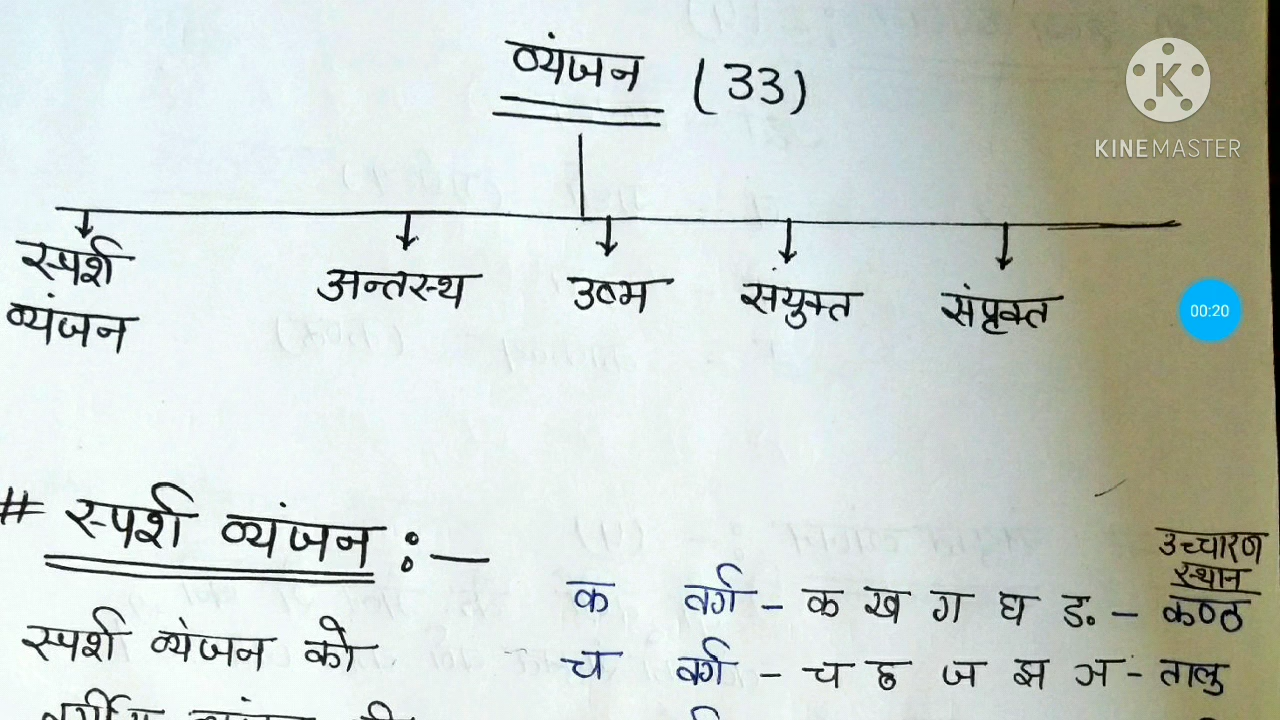 व्यंजन (33)
K
KINEMASTER
स्पर्श
व्यंजन
अन्तस्थ
उष्म
संयुक्त
संपृक्त
00:20
# स्पर्श व्यंजन :—
स्पर्श व्यंजन को
उच्चारण
स्थान
क वर्ग – क ख ग घ ड. – कण्ठ
च वर्ग – च छ ज झ ञ - तालु